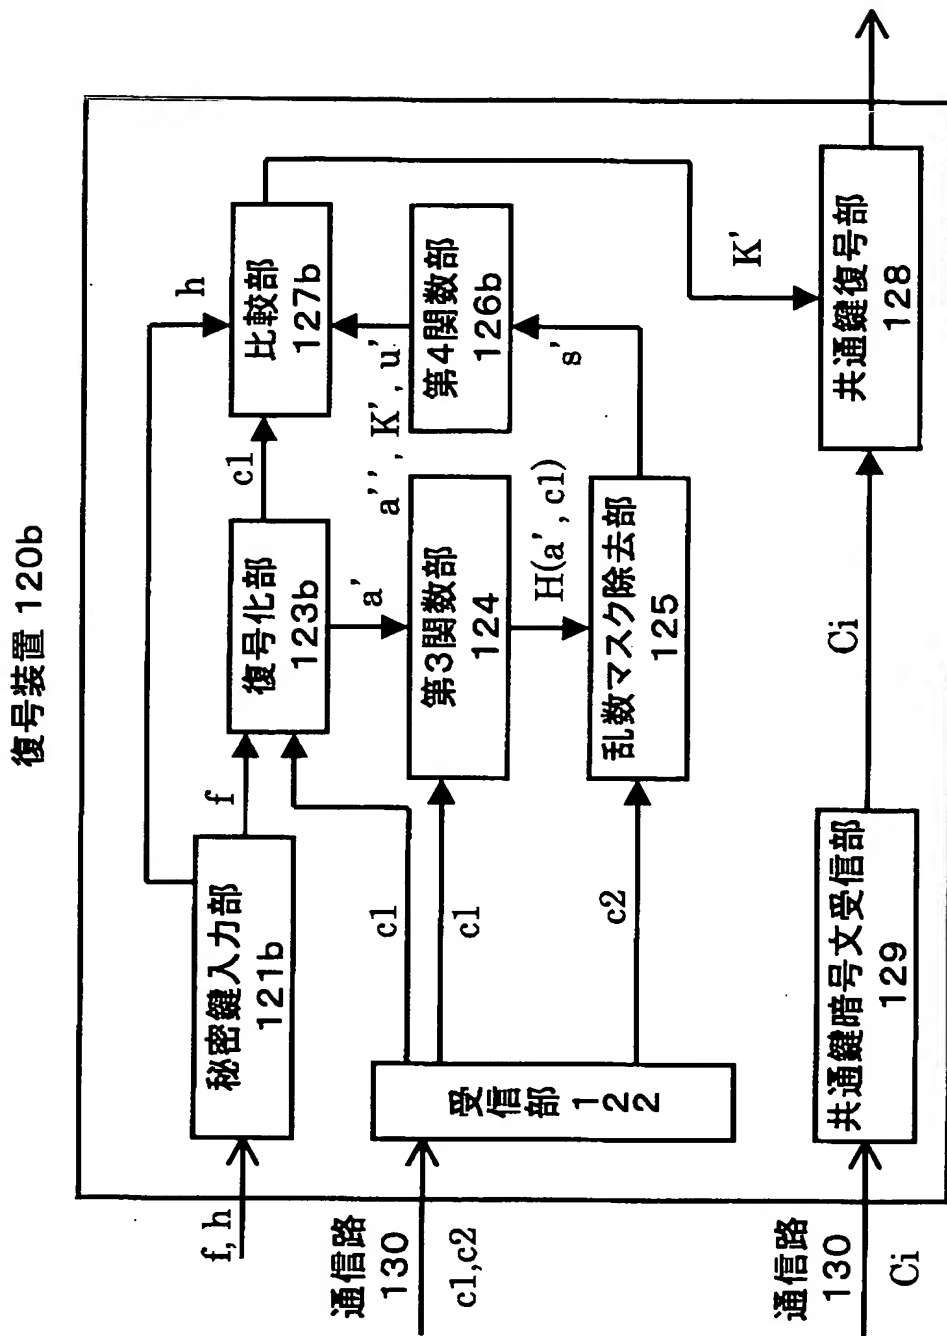 復号装置 120b
f, h
秘密鍵入力部
121b
f
h
復号化部
123b
c1
比較部
127b
通信路
130
c1,c2
受信部 122
c1
c1
c2
a'
第3関数部
124
a'', K', u'
第4関数部
126b
H(a', c1)
s'
乱数マスク除去部
125
K'
通信路
130
Ci
共通鍵暗号文受信部
129
Ci
共通鍵復号部
128